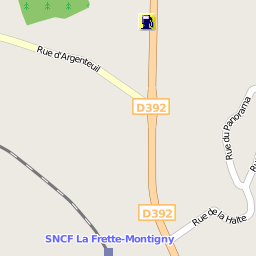 Rue d'Argenteuil
D392
Rue du Panorama
D392
Rue de la Halte
SNCF La Frette-Montigny